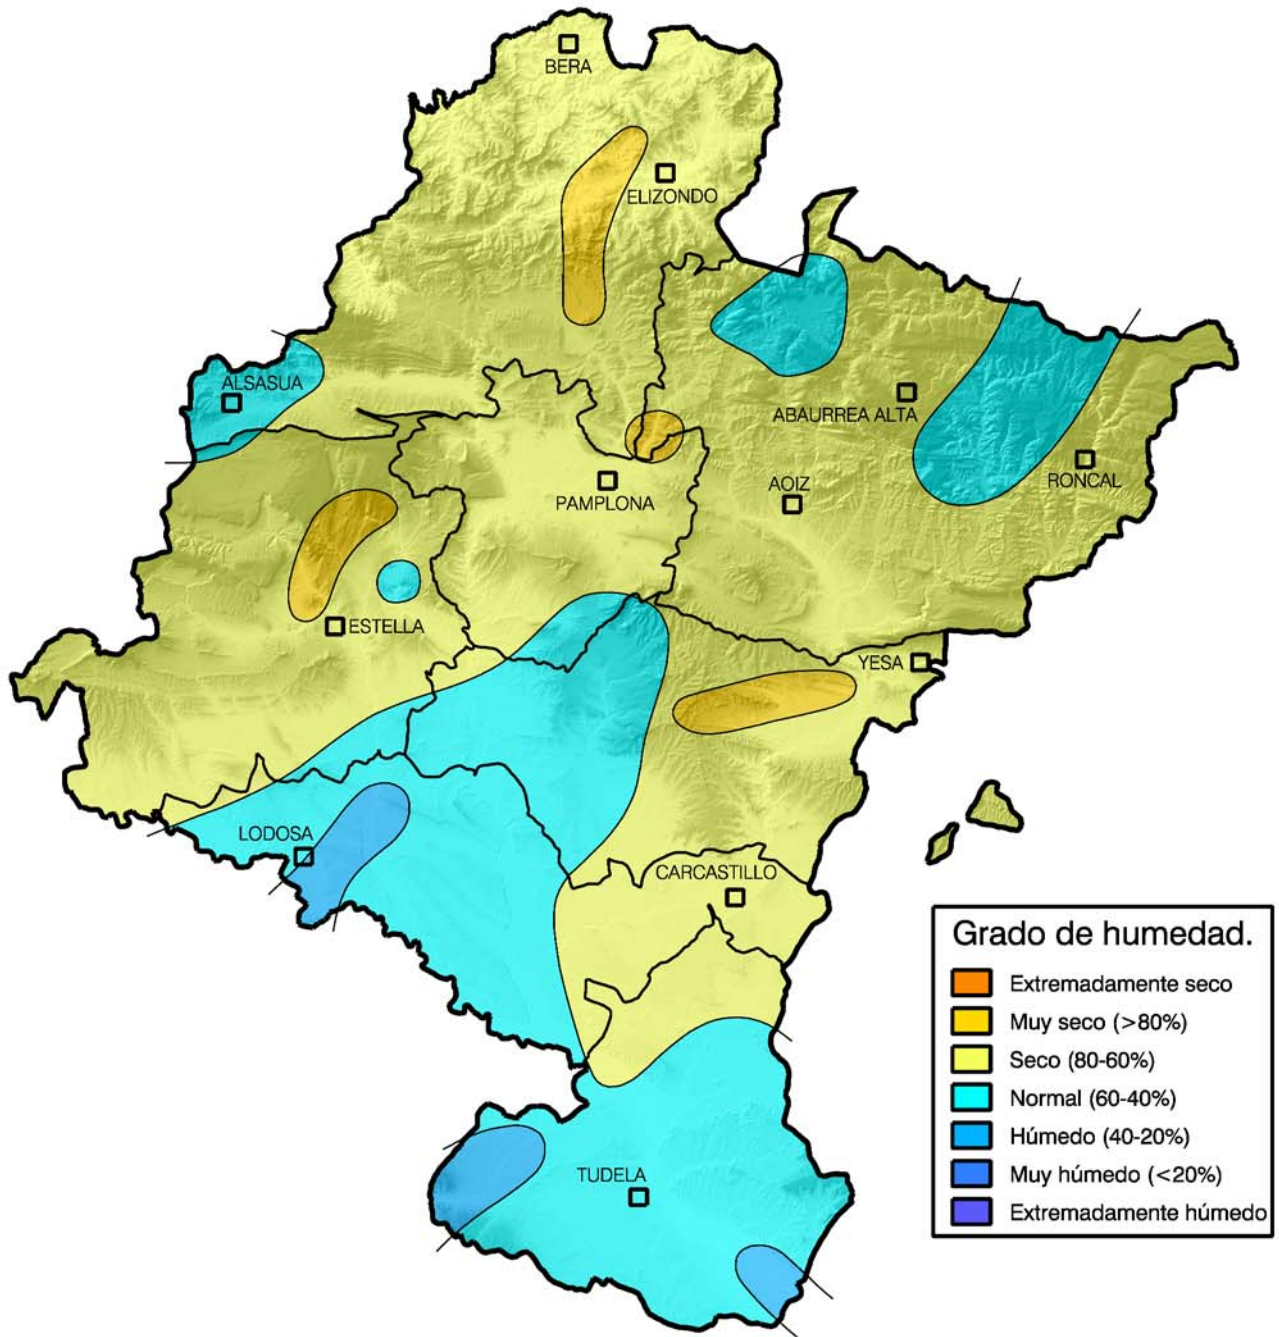 BERA
ELIZONDO
ALSASUA
ABAURREA ALTA
RONCAL
AOIZ
PAMPLONA
ESTELLA
YESA
LODOSA
CARCASTILLO
TUDELA
Grado de humedad.
Extremadamente seco
Muy seco (>80%)
Seco (80-60%)
Normal (60-40%)
Húmedo (40-20%)
Muy húmedo (<20%)
Extremadamente húmedo